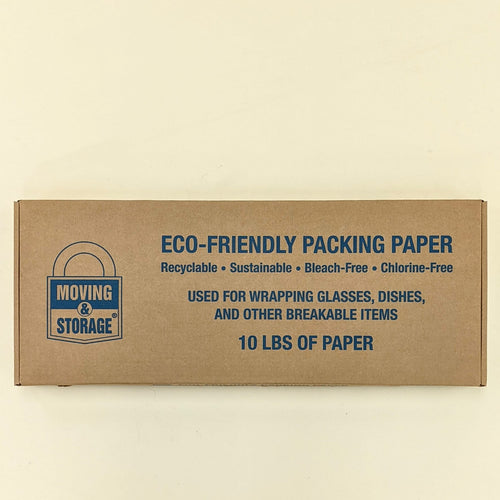 ECO-FRIENDLY PACKING PAPER
Recyclable • Sustainable • Bleach-Free • Chlorine-Free
MOVING
&
STORAGE®
USED FOR WRAPPING GLASSES, DISHES,
AND OTHER BREAKABLE ITEMS
10 LBS OF PAPER